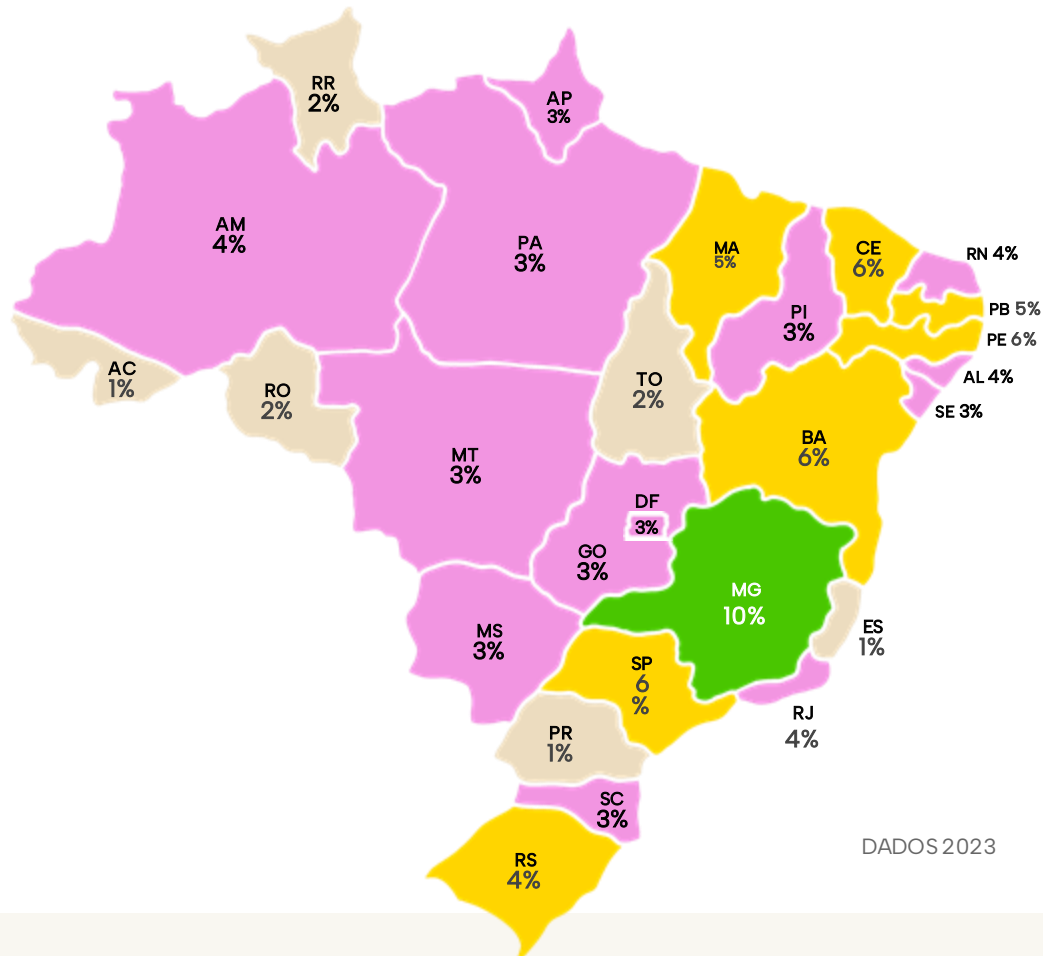 RR
2%
AP
3%
AM
4%
PA
3%
MA
5%
CE
6%
RN 4%
PI
3%
PB 5%
PE 6%
AC
1%
RO
2%
TO
2%
AL 4%
SE 3%
MT
3%
BA
6%
DF
3%
GO
3%
MG
10%
MS
3%
ES
1%
SP
6
%
RJ
4%
PR
1%
SC
3%
RS
4%
DADOS 2023